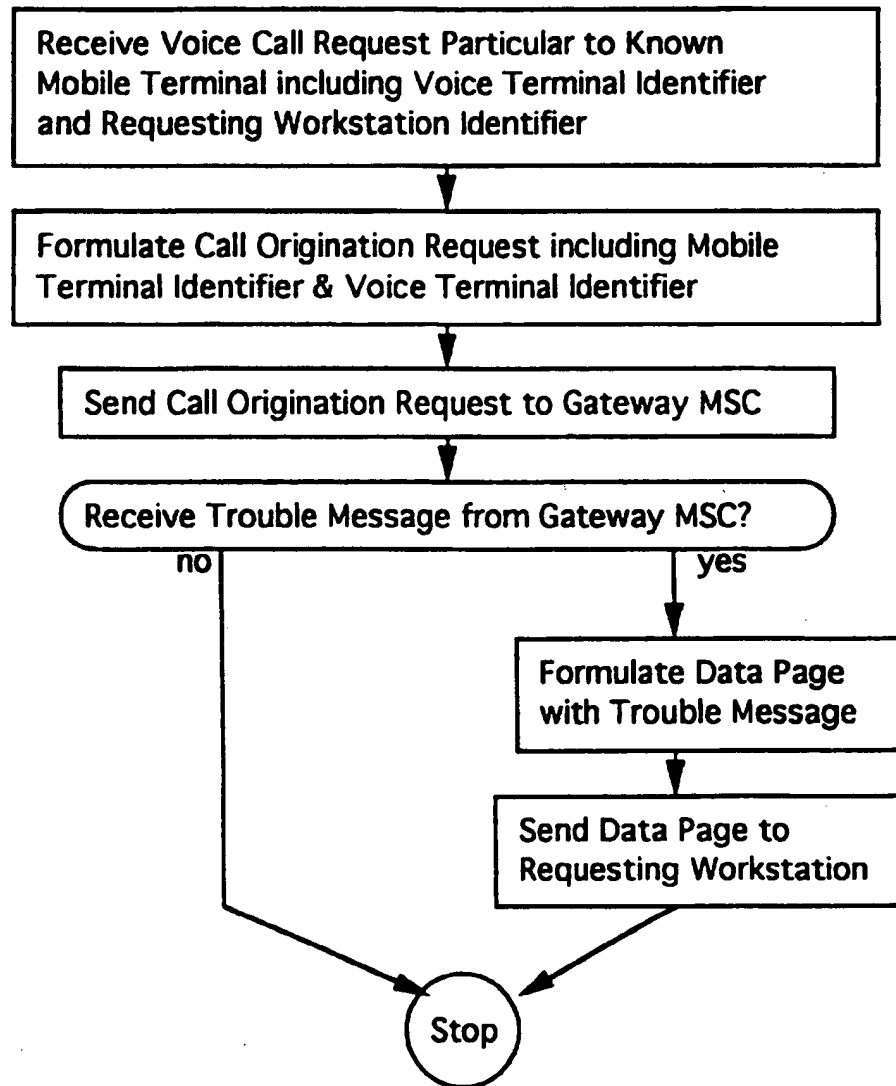 Receive Voice Call Request Particular to Known
Mobile Terminal including Voice Terminal Identifier
and Requesting Workstation Identifier
Formulate Call Origination Request including Mobile
Terminal Identifier & Voice Terminal Identifier
Send Call Origination Request to Gateway MSC
Receive Trouble Message from Gateway MSC?
no
yes
Formulate Data Page
with Trouble Message
Send Data Page to
Requesting Workstation
Stop